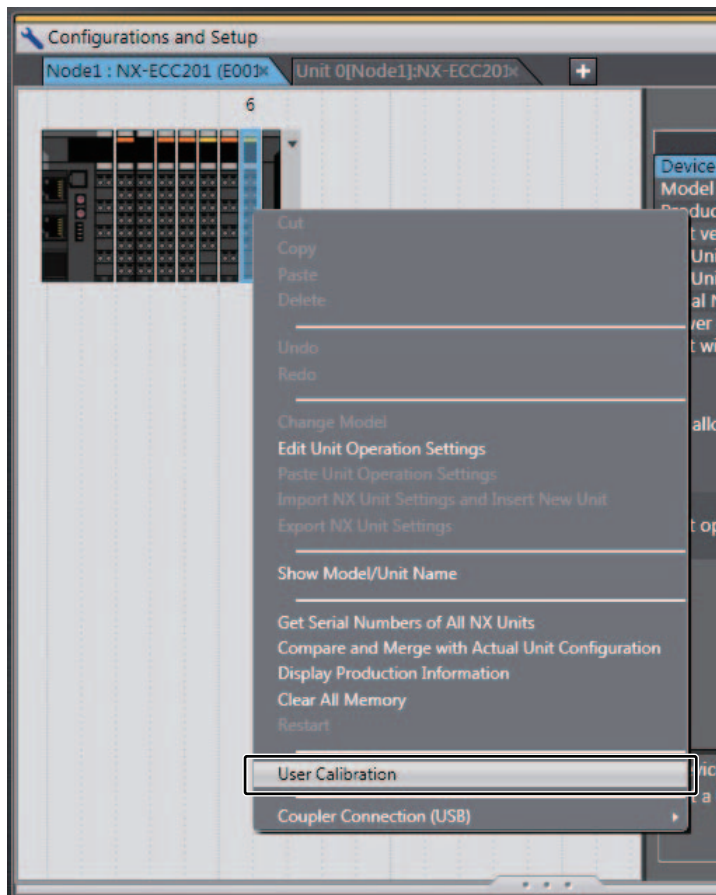 Configurations and Setup
Node1 : NX-ECC201 (E001
Unit 0[Node1]:NX-ECC201
6
Cut
Copy
Paste
Delete
Undo
Redo
Change Model
Edit Unit Operation Settings
Paste Unit Operation Settings
Import NX Unit Settings and Insert New Unit
Export NX Unit Settings
Show Model/Unit Name
Get Serial Numbers of All NX Units
Compare and Merge with Actual Unit Configuration
Display Production Information
Clear All Memory
Restart
User Calibration
Coupler Connection (USB)
Device
Model